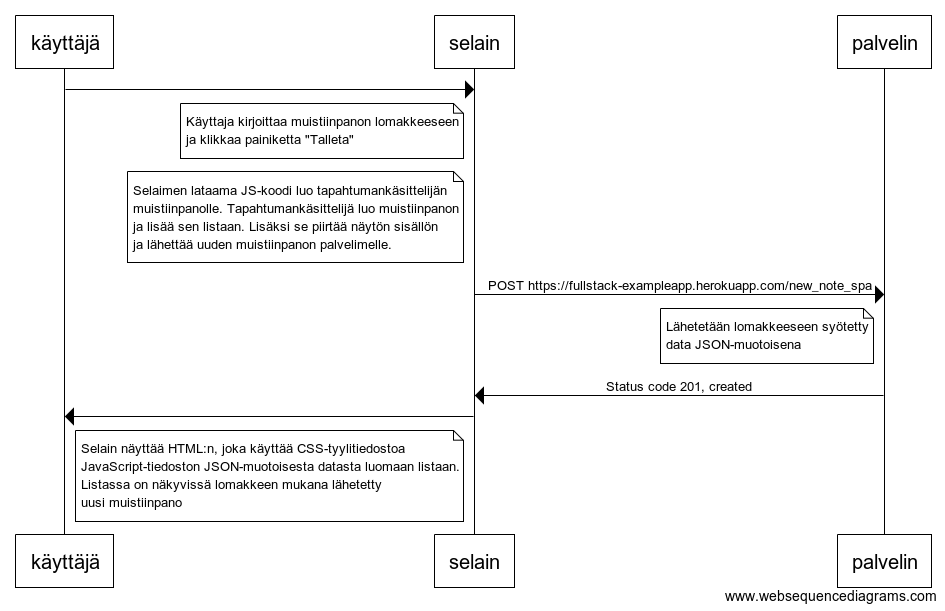 käyttäjä
selain
palvelin
Käyttaja kirjoittaa muistiinpanon lomakkeeseen
ja klikkaa painiketta "Talleta"
Selaimen lataama JS-koodi luo tapahtumankäsittelijän
muistiinpanolle. Tapahtumankäsittelijä luo muistiinpanon
ja lisää sen listaan. Lisäksi se piirtää näytön sisällön
ja lähettää uuden muistiinpanon palvelimelle.
POST https://fullstack-exampleapp.herokuapp.com/new_note_spa
Lähetetään lomakkeeseen syötetty
data JSON-muotoisena
Status code 201, created
Selain näyttää HTML:n, joka käyttää CSS-tyylitiedostoa
JavaScript-tiedoston JSON-muotoisesta datasta luomaan listaan.
Listassa on näkyvissä lomakkeen mukana lähetetty
uusi muistiinpano
käyttäjä
selain
palvelin
www.websequencediagrams.com